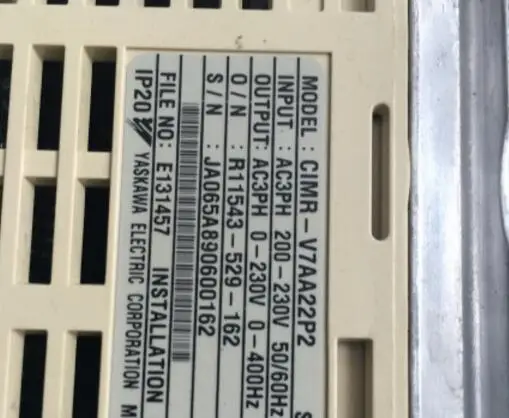 MODEL : CIMR-V7AA22P2
INPUT : AC3PH 200-230V 50/60Hz
OUTPUT: AC3PH 0-230V 0-400Hz
O/N : R11543-529-162
S/N : JA065A890600162
FILE NO: E131457 INSTALLATION
IP20 YASKAWA ELECTRIC CORPORATION